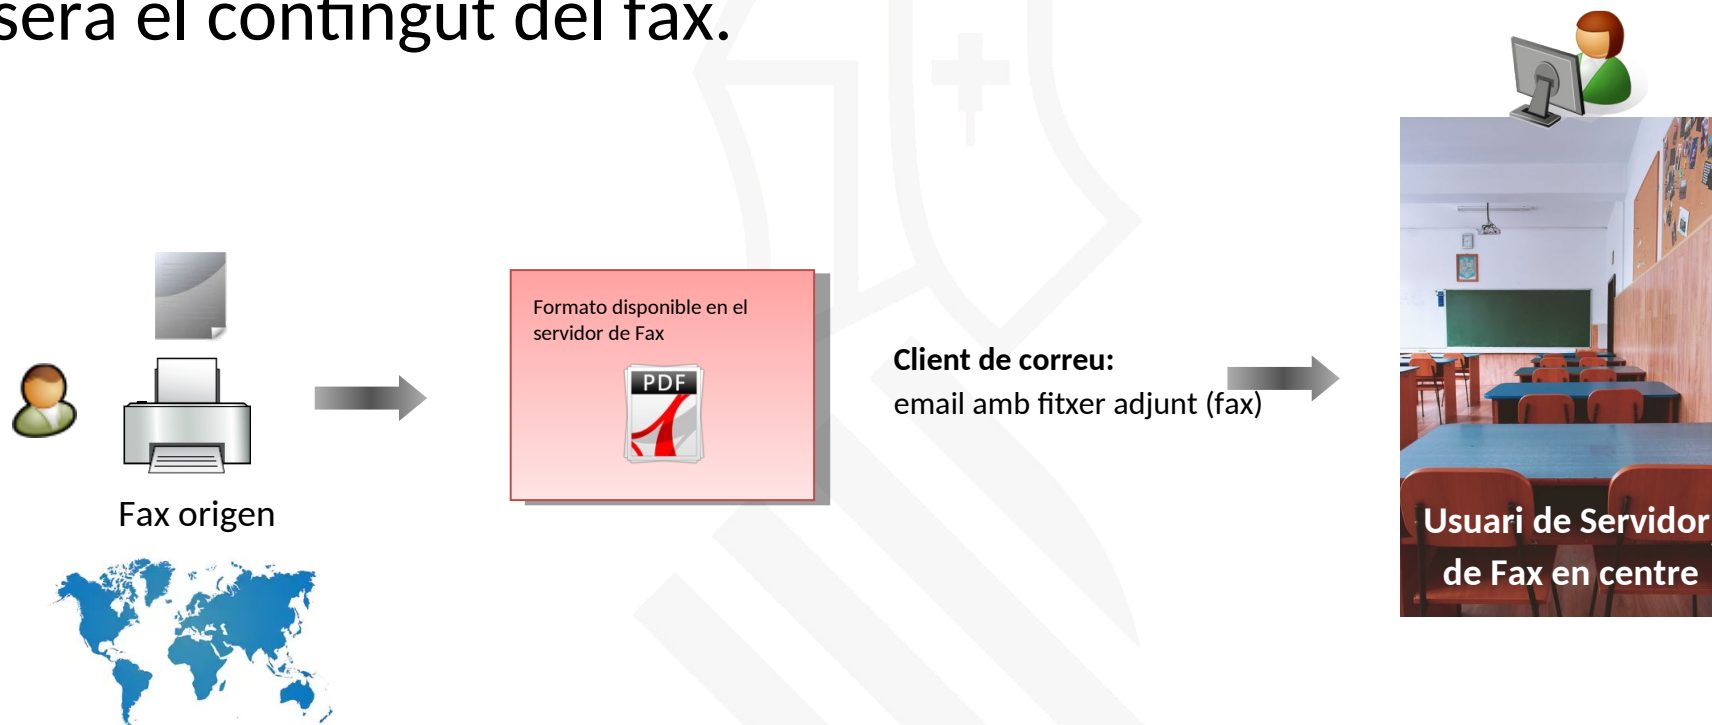 serà el contingut del fax.
Formato disponible en el
servidor de Fax
PDF
Client de correu:
email amb fitxer adjunt (fax)
Fax origen
Usuari de Servidor
de Fax en centre